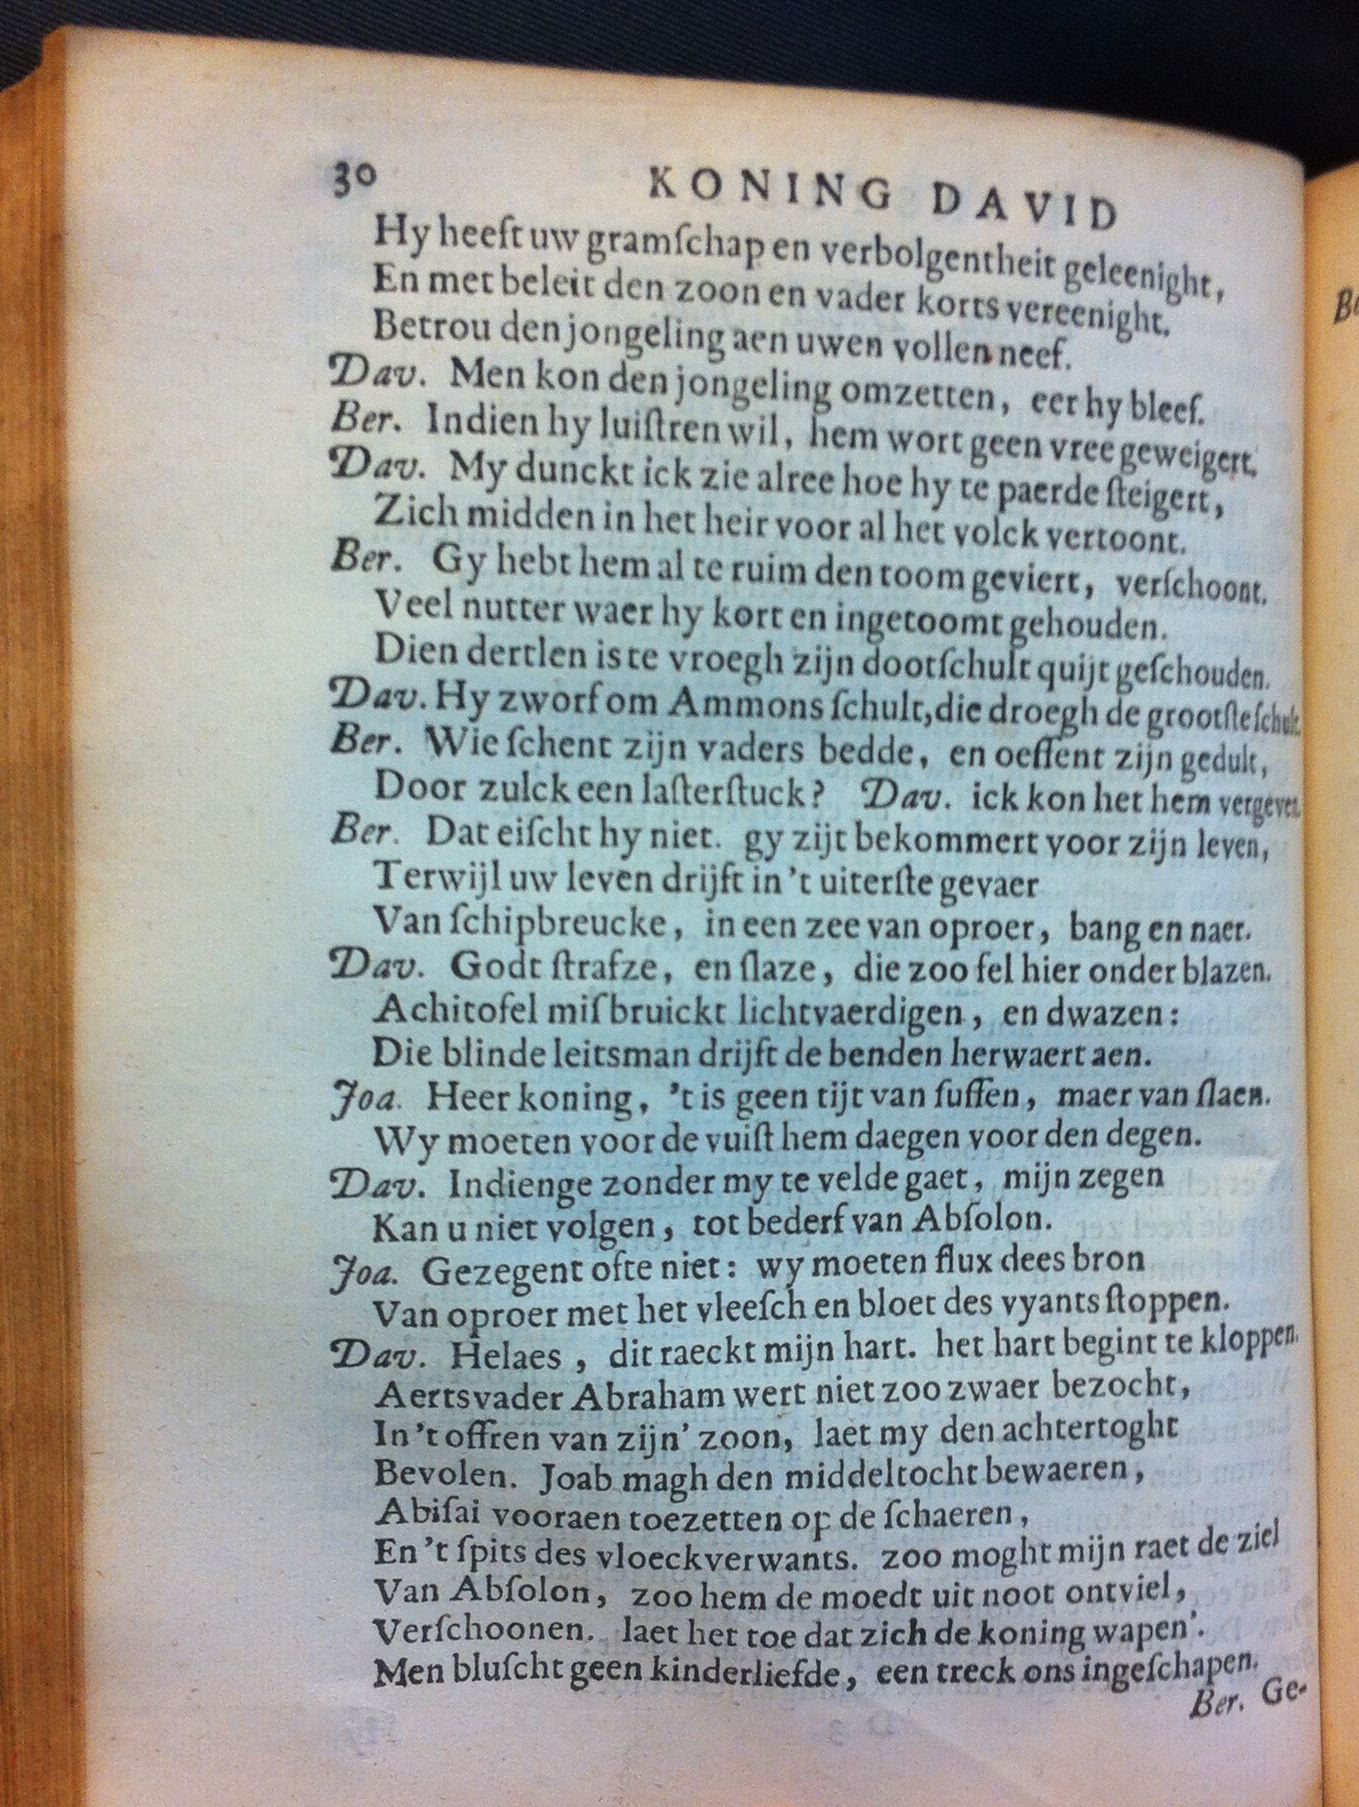 30 KONING DAVID
Hy heeft uw gramſchap en verbolgentheit geleenight,
En met beleit den zoon en vader korts vereenight.
Betrou den jongeling aen uwen vollen neef.
Dav. Men kon den jongeling omzetten, eer hy bleef.
Ber. Indien hy luiſtren wil, hem wort geen vree geweigert.
Dav. My dunckt ick zie alree hoe hy te paerde ſteigert,
Zich midden in het heir voor al het volck vertoont.
Ber. Gy hebt hem al te ruim den toom geviert, verſchoont.
Veel nutter waer hy kort en ingetoomt gehouden.
Dien dertlen is te vroegh zijn dootſchult quijt geſchouden.
Dav. Hy zworf om Ammons ſchult, die droegh de grootſte ſchult.
Ber. Wie ſchent zijn vaders bedde, en oeffent zijn gedult,
Door zulck een laſterſtuck? Dav. ick kon het hem vergeven.
Ber. Dat eiſcht hy niet. gy zijt bekommert voor zijn leven,
Terwijl uw leven drijft in 't uiterſte gevaer
Van ſchipbreucke, in een zee van oproer, bang en naer.
Dav. Godt ſtrafze, en ſlaze, die zoo fel hier onder blazen.
Achitofel miſbruickt lichtvaerdigen, en dwazen:
Die blinde leitsman drijft de benden herwaert aen.
Joa. Heer koning, 't is geen tijt van ſuffen, maer van ſlaen.
Wy moeten voor de vuiſt hem daegen voor den degen.
Dav. Indienge zonder my te velde gaet, mijn zegen
Kan u niet volgen, tot bederf van Abſolon.
Joa. Gezegent ofte niet: wy moeten flux dees bron
Van oproer met het vleeſch en bloet des vyants ſtoppen.
Dav. Helaes, dit raeckt mijn hart. het hart begint te kloppen.
Aertsvader Abraham wert niet zoo zwaer bezocht,
In 't offren van zijn' zoon, laet my den achtertoght
Bevolen. Joab magh den middeltocht bewaeren,
Abiſai vooraen toezetten op de ſchaeren,
En 't ſpits des vloeckverwants. zoo moght mijn raet de ziel
Van Abſolon, zoo hem de moedt uit noot ontviel,
Verſchoonen. laet het toe dat zich de koning wapen'.
Men bluſcht geen kinderliefde, een treck ons ingeſchapen.
Ber. Ge-